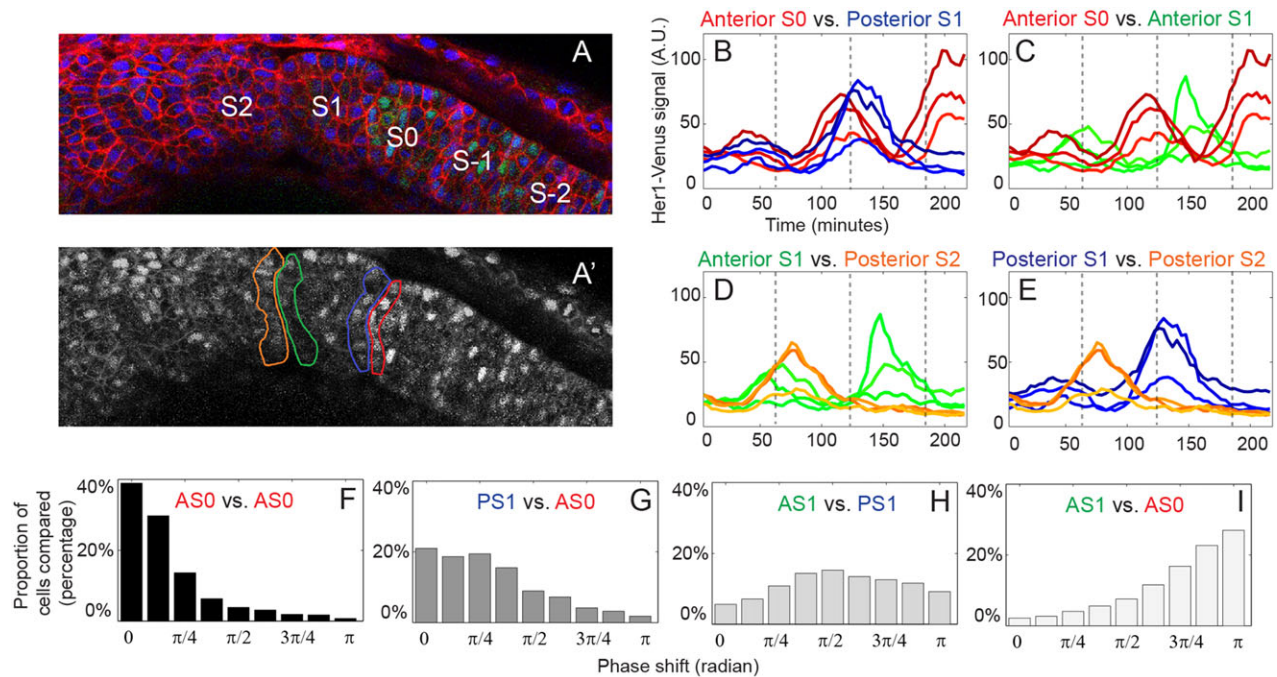 A
S2
S1
S0
S-1
S-2
A'
Anterior S0 vs. Posterior S1
Anterior S0 vs. Anterior S1
B
C
Her1-Venus signal (A.U.)
100
50
0
0 50 100 150 200
Time (minutes)
100
50
0
0 50 100 150 200
Anterior S1 vs. Posterior S2
Posterior S1 vs. Posterior S2
D
E
100
50
0
0 50 100 150 200
100
50
0
0 50 100 150 200
Proportion of
cells compared
(percentage)
40%
20%
0%
AS0 vs. AS0
F
0 π/4 π/2 3π/4 π
40%
20%
0%
PS1 vs. AS0
G
0 π/4 π/2 3π/4 π
40%
20%
0%
AS1 vs. PS1
H
0 π/4 π/2 3π/4 π
40%
20%
0%
AS1 vs. AS0
I
0 π/4 π/2 3π/4 π
Phase shift (radian)